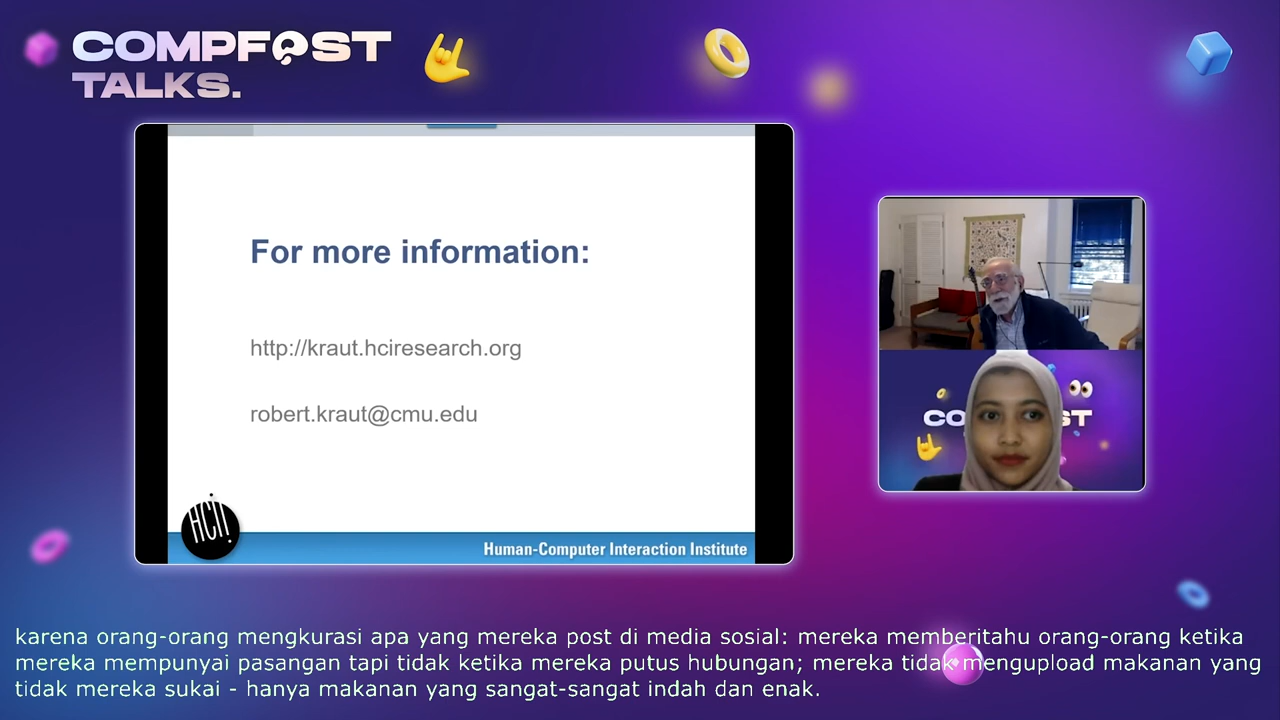 COMPFEST
TALKS.
For more information:
http://kraut.hciresearch.org
robert.kraut@cmu.edu
HCII
Human-Computer Interaction Institute
karena orang-orang mengkurasi apa yang mereka post di media sosial: mereka memberitahu orang-orang ketika
mereka mempunyai pasangan tapi tidak ketika mereka putus hubungan; mereka tidak mengupload makanan yang
tidak mereka sukai - hanya makanan yang sangat-sangat indah dan enak.